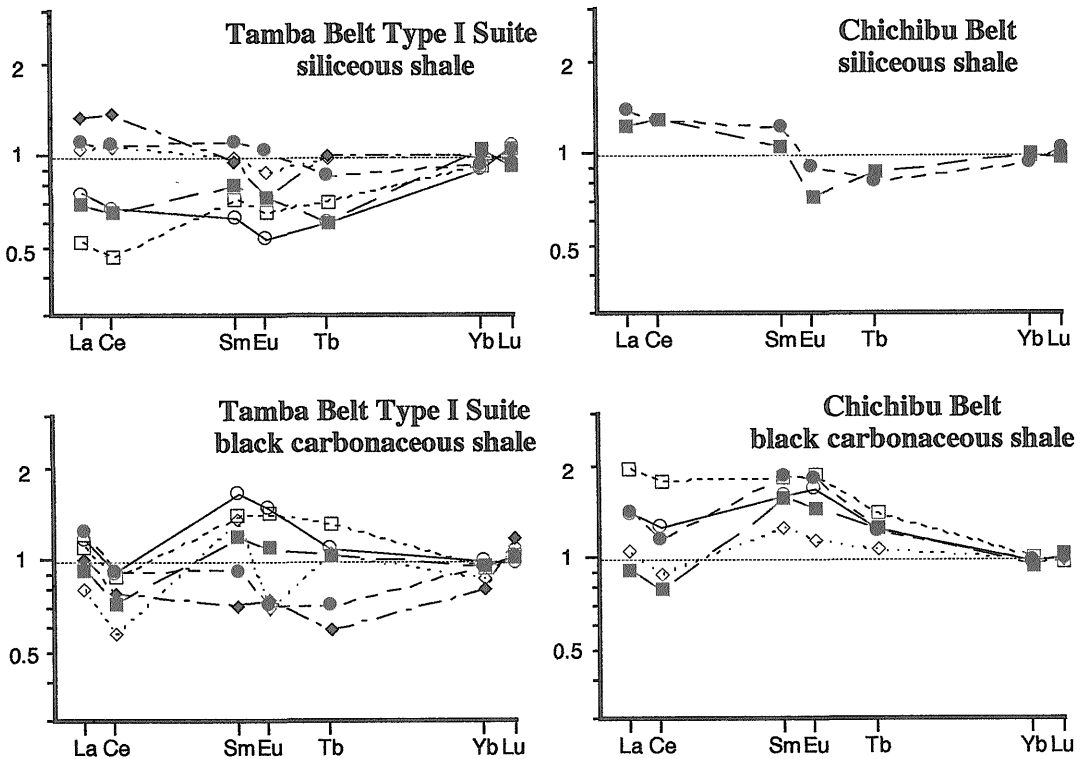 Tamba Belt Type I Suite
siliceous shale
2
1
0.5
La Ce Sm Eu Tb Yb Lu
Chichibu Belt
siliceous shale
2
1
0.5
La Ce Sm Eu Tb Yb Lu
Tamba Belt Type I Suite
black carbonaceous shale
2
1
0.5
La Ce Sm Eu Tb Yb Lu
Chichibu Belt
black carbonaceous shale
2
1
0.5
La Ce Sm Eu Tb Yb Lu